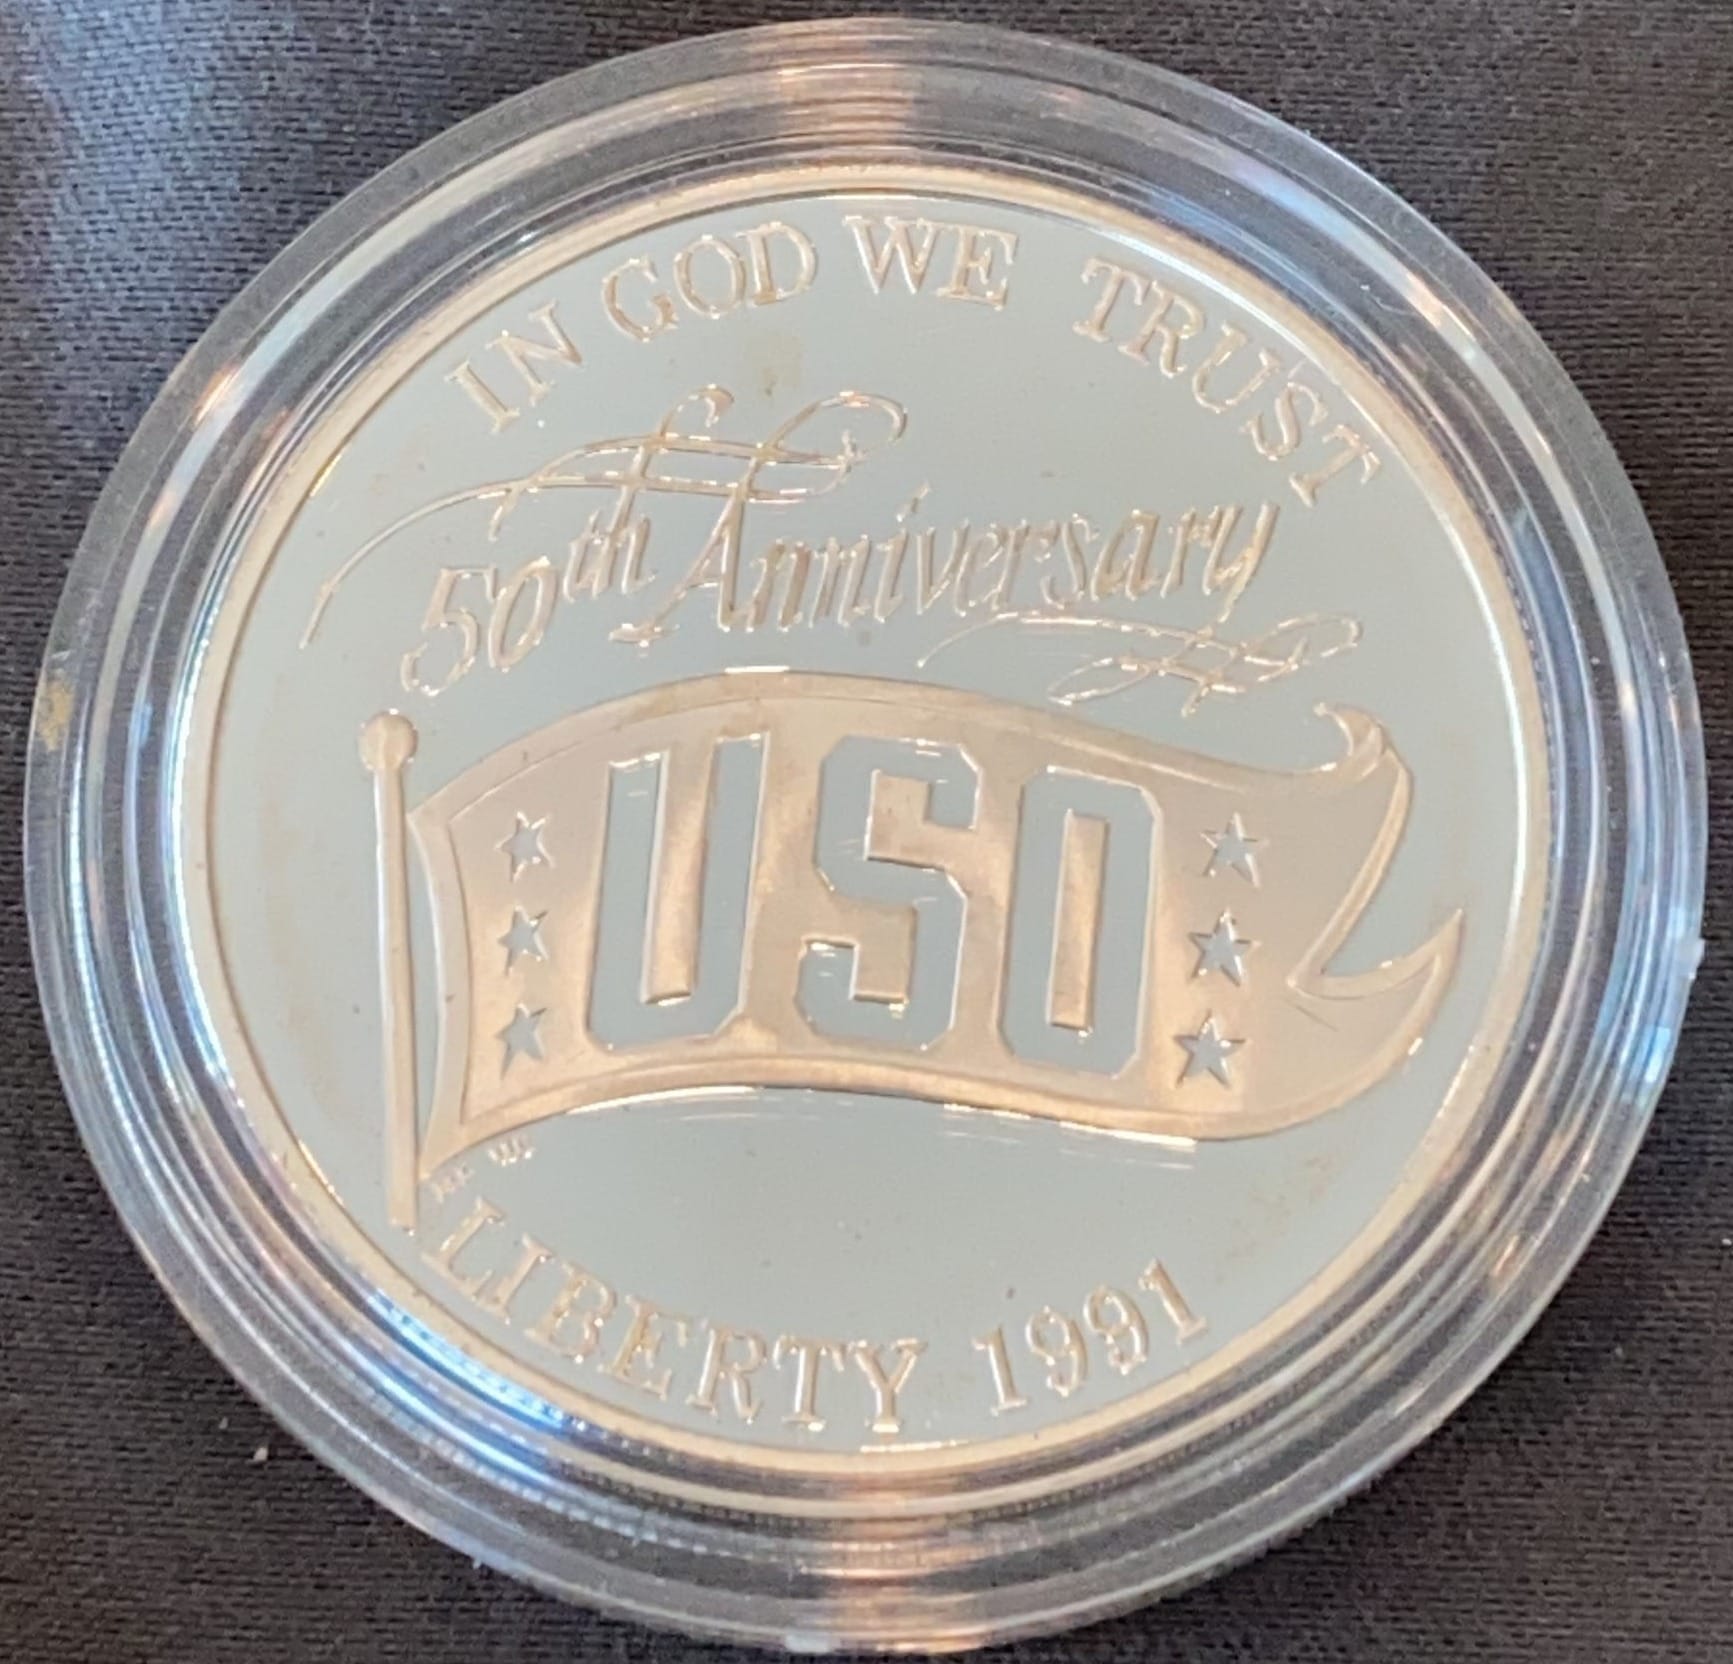 IN GOD WE TRUST
50th Anniversary
USO
LIBERTY 1991